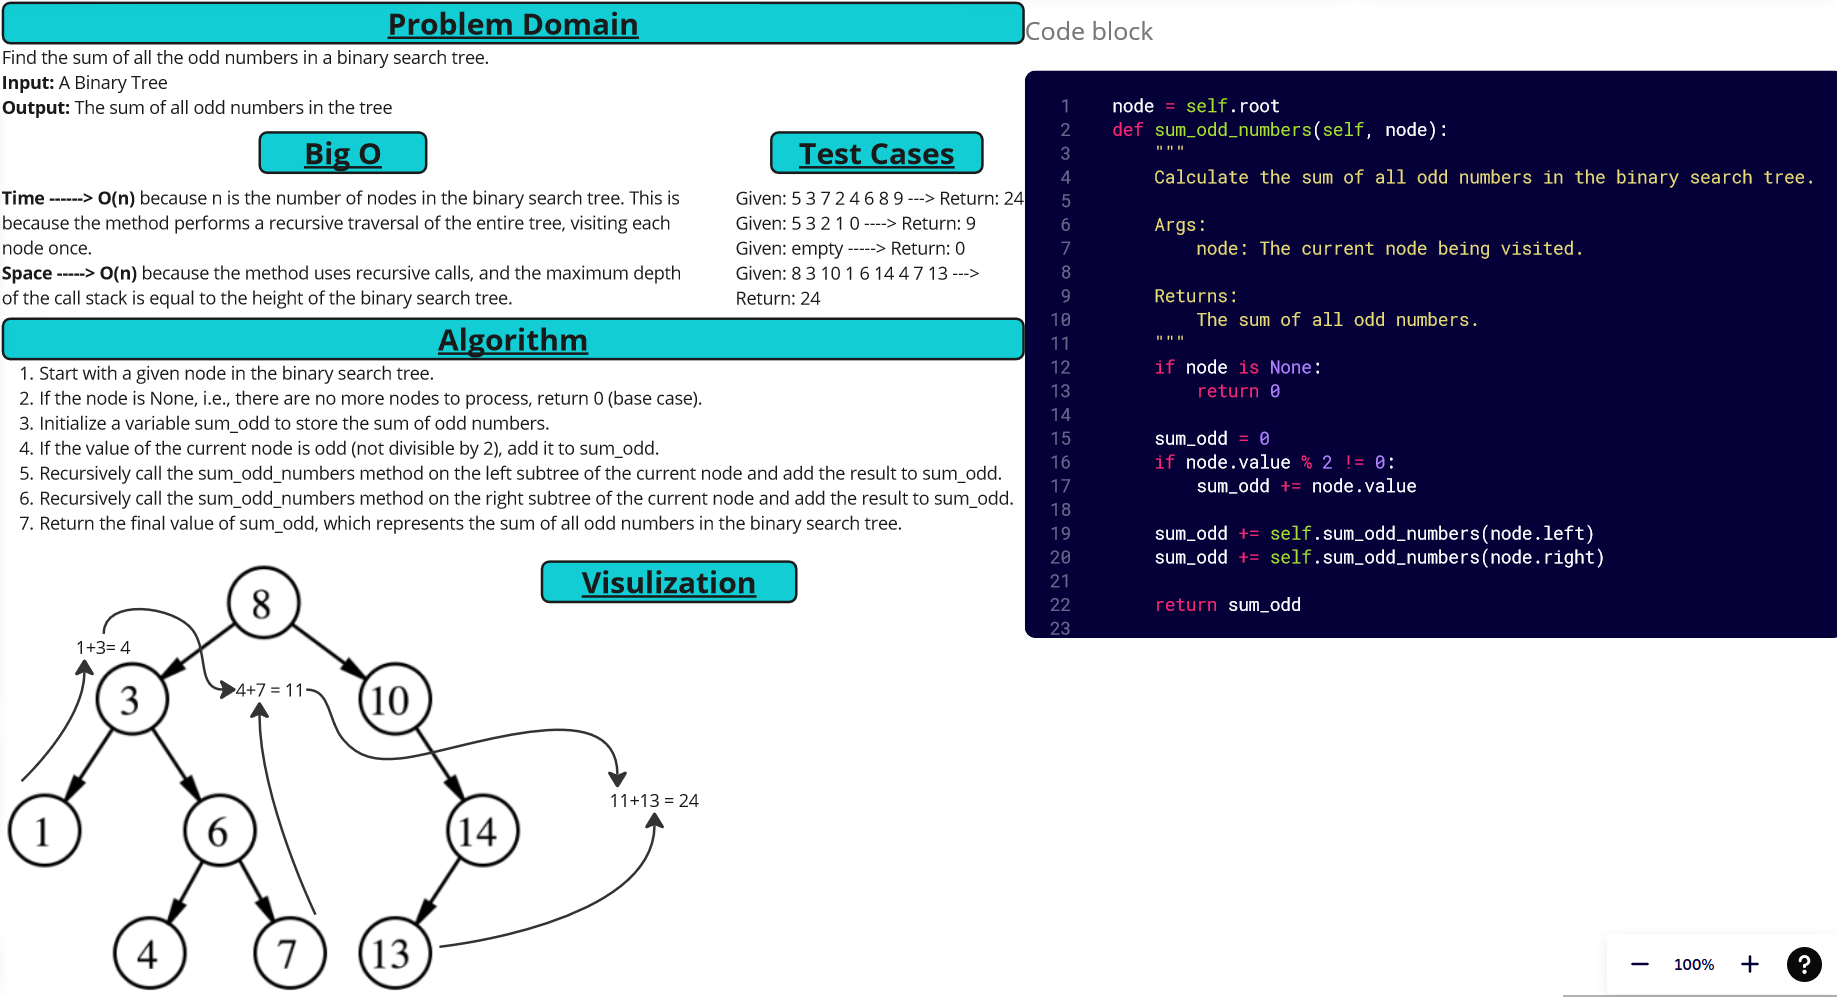 Problem Domain
Find the sum of all the odd numbers in a binary search tree.
Input: A Binary Tree
Output: The sum of all odd numbers in the tree
Big O
Time ------> O(n) because n is the number of nodes in the binary search tree. This is
because the method performs a recursive traversal of the entire tree, visiting each
node once.
Space -----> O(n) because the method uses recursive calls, and the maximum depth
of the call stack is equal to the height of the binary search tree.
Test Cases
Given: 5 3 7 2 4 6 8 9 ---> Return: 24
Given: 5 3 2 1 0 ----> Return: 9
Given: empty -----> Return: 0
Given: 8 3 10 1 6 14 4 7 13 --->
Return: 24
Algorithm
1. Start with a given node in the binary search tree.
2. If the node is None, i.e., there are no more nodes to process, return 0 (base case).
3. Initialize a variable sum_odd to store the sum of odd numbers.
4. If the value of the current node is odd (not divisible by 2), add it to sum_odd.
5. Recursively call the sum_odd_numbers method on the left subtree of the current node and add the result to sum_odd.
6. Recursively call the sum_odd_numbers method on the right subtree of the current node and add the result to sum_odd.
7. Return the final value of sum_odd, which represents the sum of all odd numbers in the binary search tree.
Visulization
8
1+3= 4
3
4+7 = 11
10
11+13 = 24
1
6
14
4
7
13
Code block
1 node = self.root
2 def sum_odd_numbers(self, node):
3 """
4 Calculate the sum of all odd numbers in the binary search tree.
5
6 Args:
7 node: The current node being visited.
8
9 Returns:
10 The sum of all odd numbers.
11 """
12 if node is None:
13 return 0
14
15 sum_odd = 0
16 if node.value % 2 != 0:
17 sum_odd += node.value
18
19 sum_odd += self.sum_odd_numbers(node.left)
20 sum_odd += self.sum_odd_numbers(node.right)
21
22 return sum_odd
23
− 100% + ?